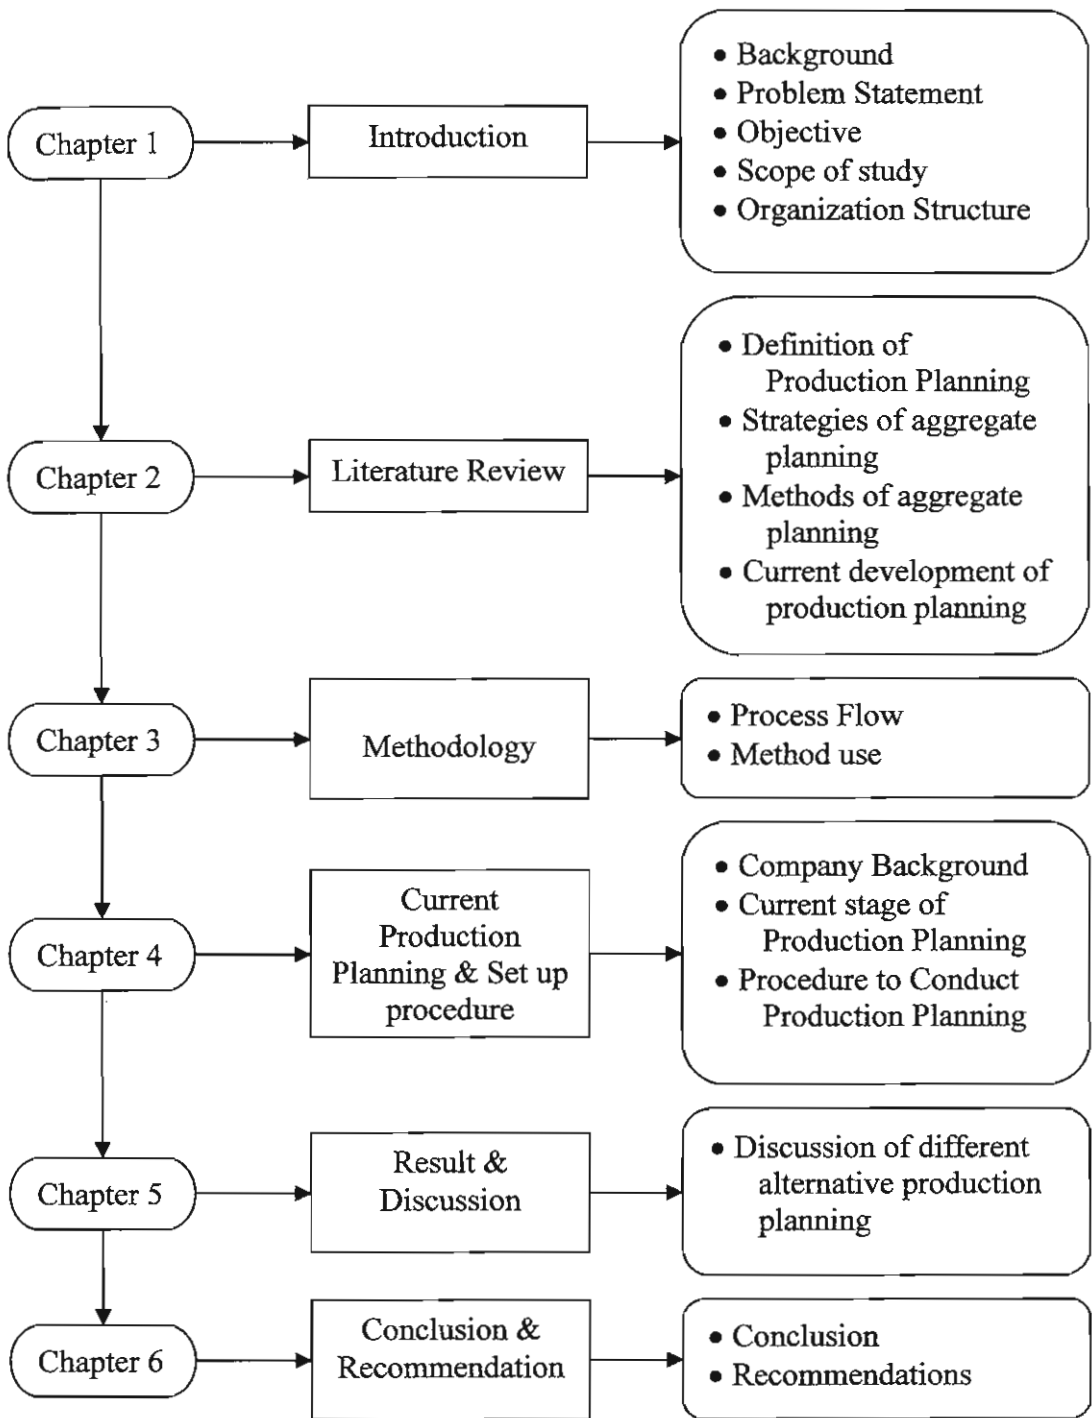 Chapter 1
Introduction
• Background
• Problem Statement
• Objective
• Scope of study
• Organization Structure
Chapter 2
Literature Review
• Definition of
Production Planning
• Strategies of aggregate
planning
• Methods of aggregate
planning
• Current development of
production planning
Chapter 3
Methodology
• Process Flow
• Method use
Chapter 4
Current
Production
Planning & Set up
procedure
• Company Background
• Current stage of
Production Planning
• Procedure to Conduct
Production Planning
Chapter 5
Result &
Discussion
• Discussion of different
alternative production
planning
Chapter 6
Conclusion &
Recommendation
• Conclusion
• Recommendations